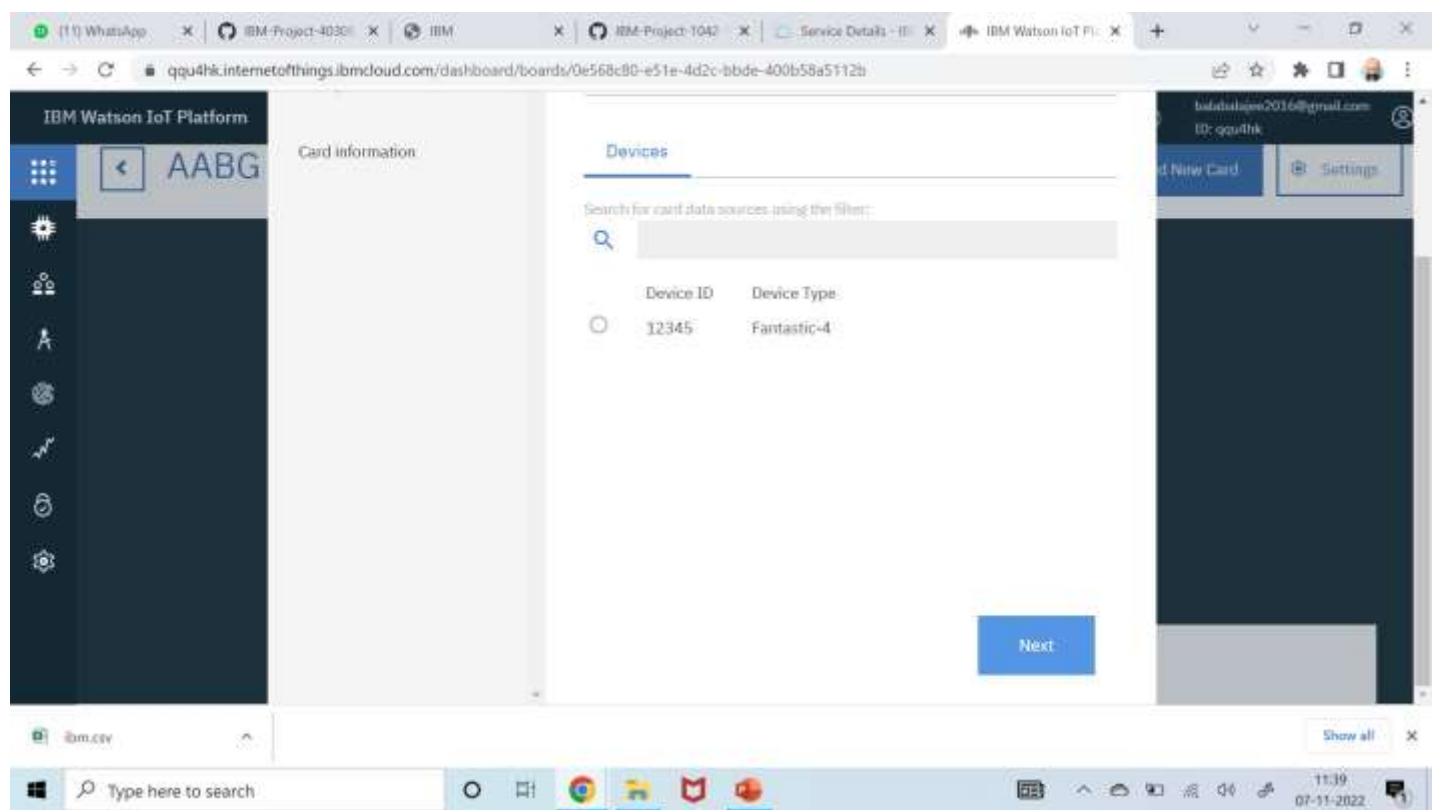 (11) WhatsApp
IBM-Project-4030
IBM
IBM-Project-1042
Service Details - IB
IBM Watson IoT Pl
qqu4hk.internetofthings.ibmcloud.com/dashboard/boards/0e568c80-e51e-4d2c-bbde-400b58a5112b
IBM Watson IoT Platform
ID: qqu4hk
AABG
Card information
Devices
d New Card
Settings
Search for card data sources using the filter:
Device ID Device Type
12345 Fantastic-4
Next
ibm.csv
Show all
Type here to search
11:39
07-11-2022